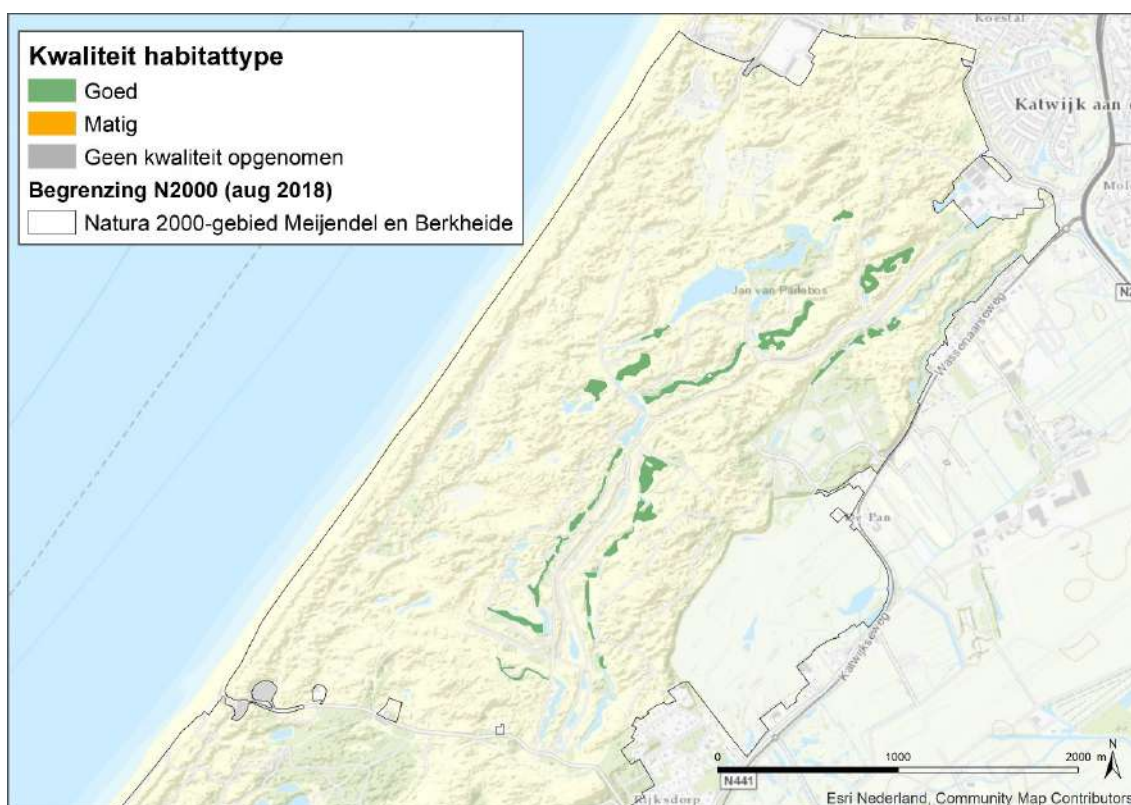 Kwaliteit habitattype
Goed
Matig
Geen kwaliteit opgenomen
Begrenzing N2000 (aug 2018)
Natura 2000-gebied Meijendel en Berkheide
Koestal
Katwijk aan
Jan van Pallebos
Wassenaarseweg
Pan
Katwijkseweg
Rijksdorp
N441
0
1000
2000 m
N
Esri Nederland, Community Map Contributors